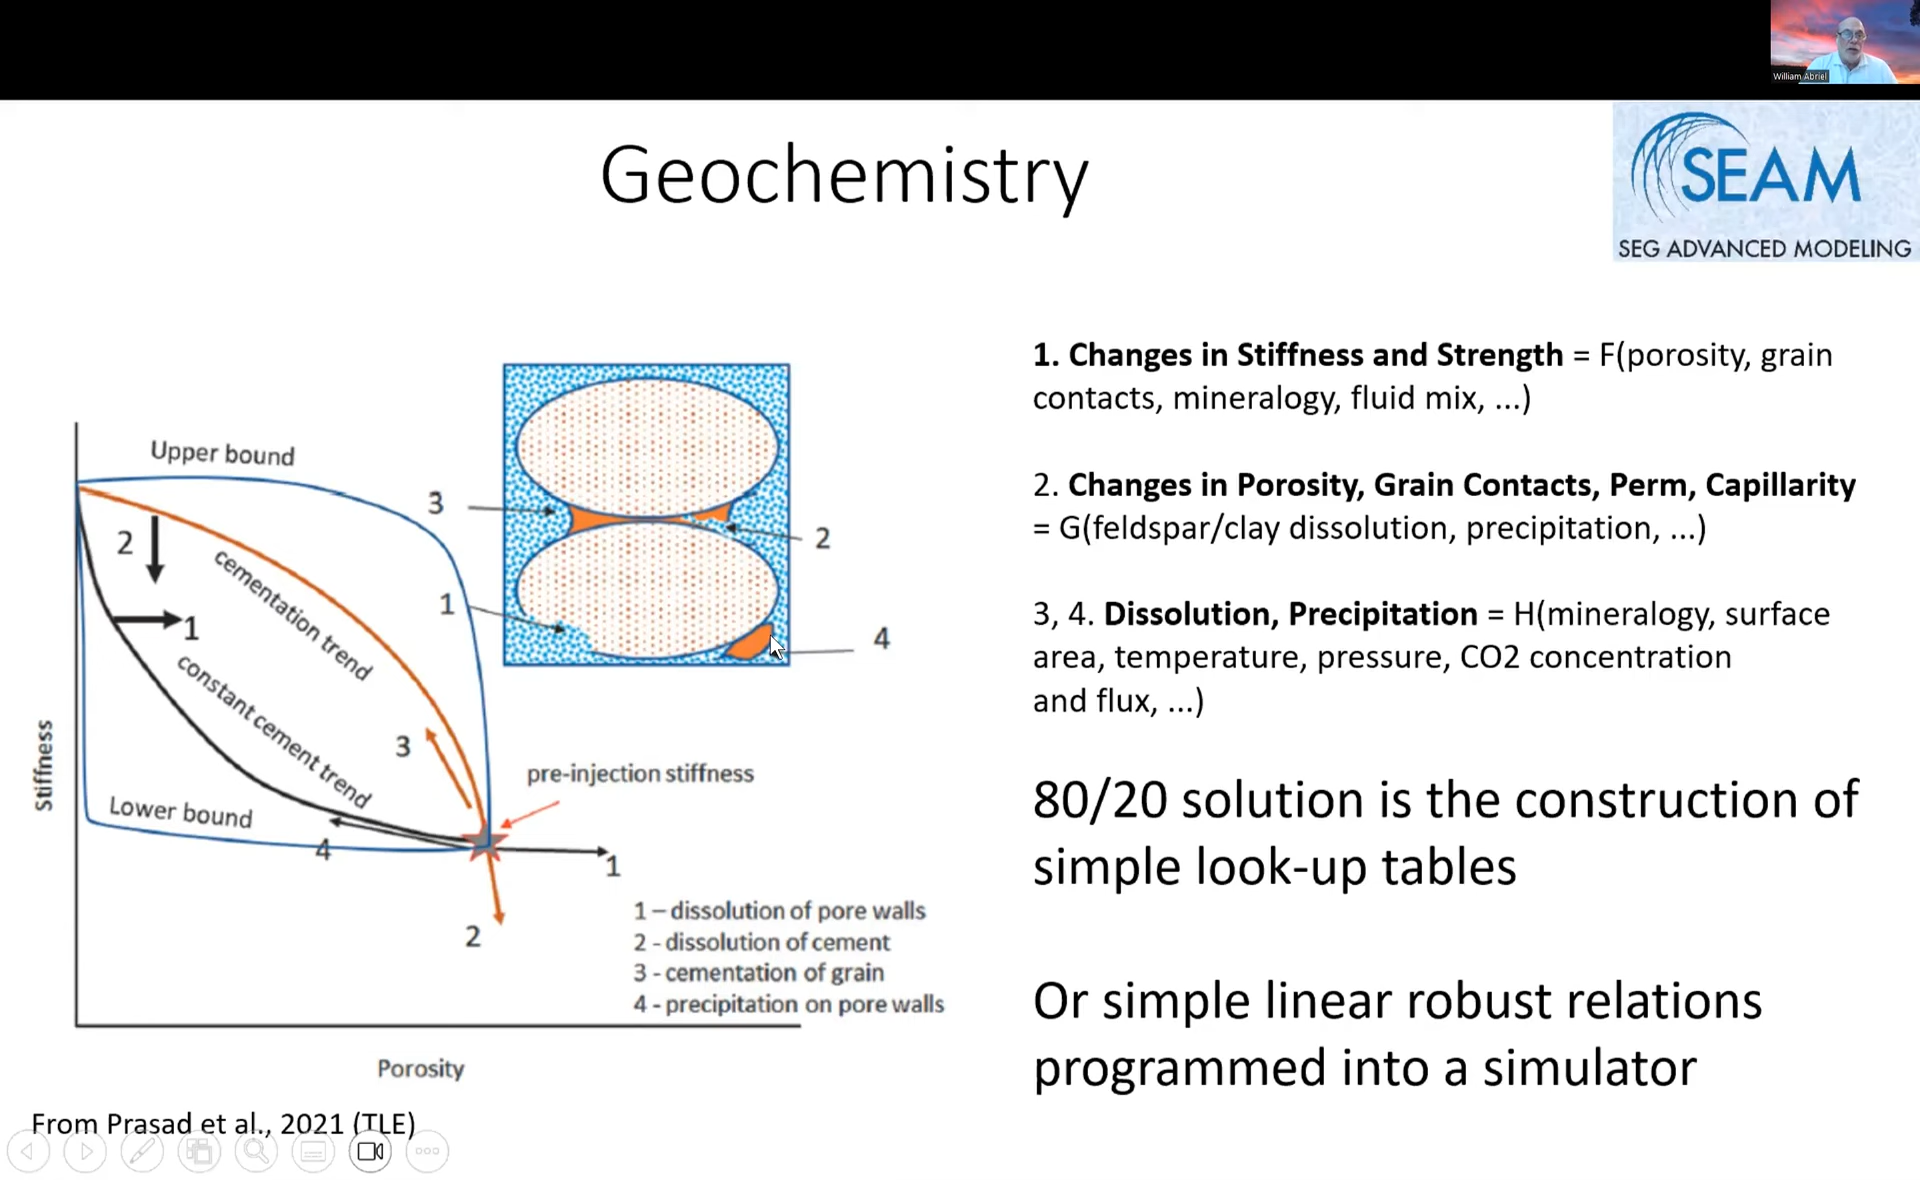 William Abriel
Geochemistry
SEAM
SEG ADVANCED MODELING
Upper bound
2
1
cementation trend
constant cement trend
Lower bound
3
4
Stiffness
Porosity
pre-injection stiffness
1
2
3
2
1
4
1 – dissolution of pore walls
2 - dissolution of cement
3 - cementation of grain
4 - precipitation on pore walls
1. Changes in Stiffness and Strength = F(porosity, grain
contacts, mineralogy, fluid mix, ...)
2. Changes in Porosity, Grain Contacts, Perm, Capillarity
= G(feldspar/clay dissolution, precipitation, ...)
3, 4. Dissolution, Precipitation = H(mineralogy, surface
area, temperature, pressure, CO2 concentration
and flux, ...)
80/20 solution is the construction of
simple look-up tables
Or simple linear robust relations
programmed into a simulator
From Prasad et al., 2021 (TLE)